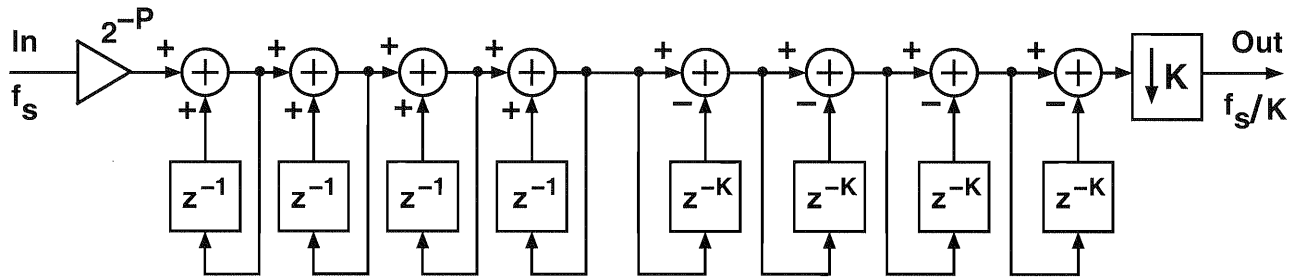 In
f_s
2^{-P}
+ + + + + + + +
+ + + + + + + +
+ + + + − − − −
z^{-1} z^{-1} z^{-1} z^{-1} z^{-K} z^{-K} z^{-K} z^{-K}
↓ K
Out
f_s/K